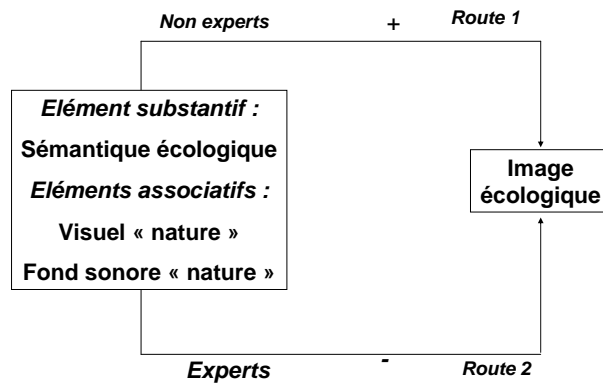 Non experts + Route 1
Elément substantif :
Sémantique écologique
Eléments associatifs :
Visuel « nature »
Fond sonore « nature »
Image
écologique
Experts - Route 2